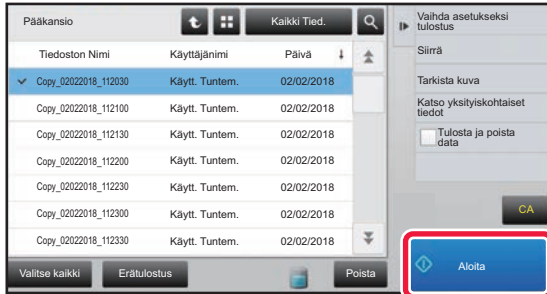 Pääkansio
Kaikki Tied.
Tiedoston Nimi Käyttäjänimi Päivä
Copy_02022018_112030 Käytt. Tuntem. 02/02/2018
Copy_02022018_112100 Käytt. Tuntem. 02/02/2018
Copy_02022018_112130 Käytt. Tuntem. 02/02/2018
Copy_02022018_112200 Käytt. Tuntem. 02/02/2018
Copy_02022018_112230 Käytt. Tuntem. 02/02/2018
Copy_02022018_112300 Käytt. Tuntem. 02/02/2018
Copy_02022018_112330 Käytt. Tuntem. 02/02/2018
Valitse kaikki
Erätulostus
Poista
Vaihda asetukseksi
tulostus
Siirrä
Tarkista kuva
Katso yksityiskohtaiset
tiedot
Tulosta ja poista
data
CA
Aloita